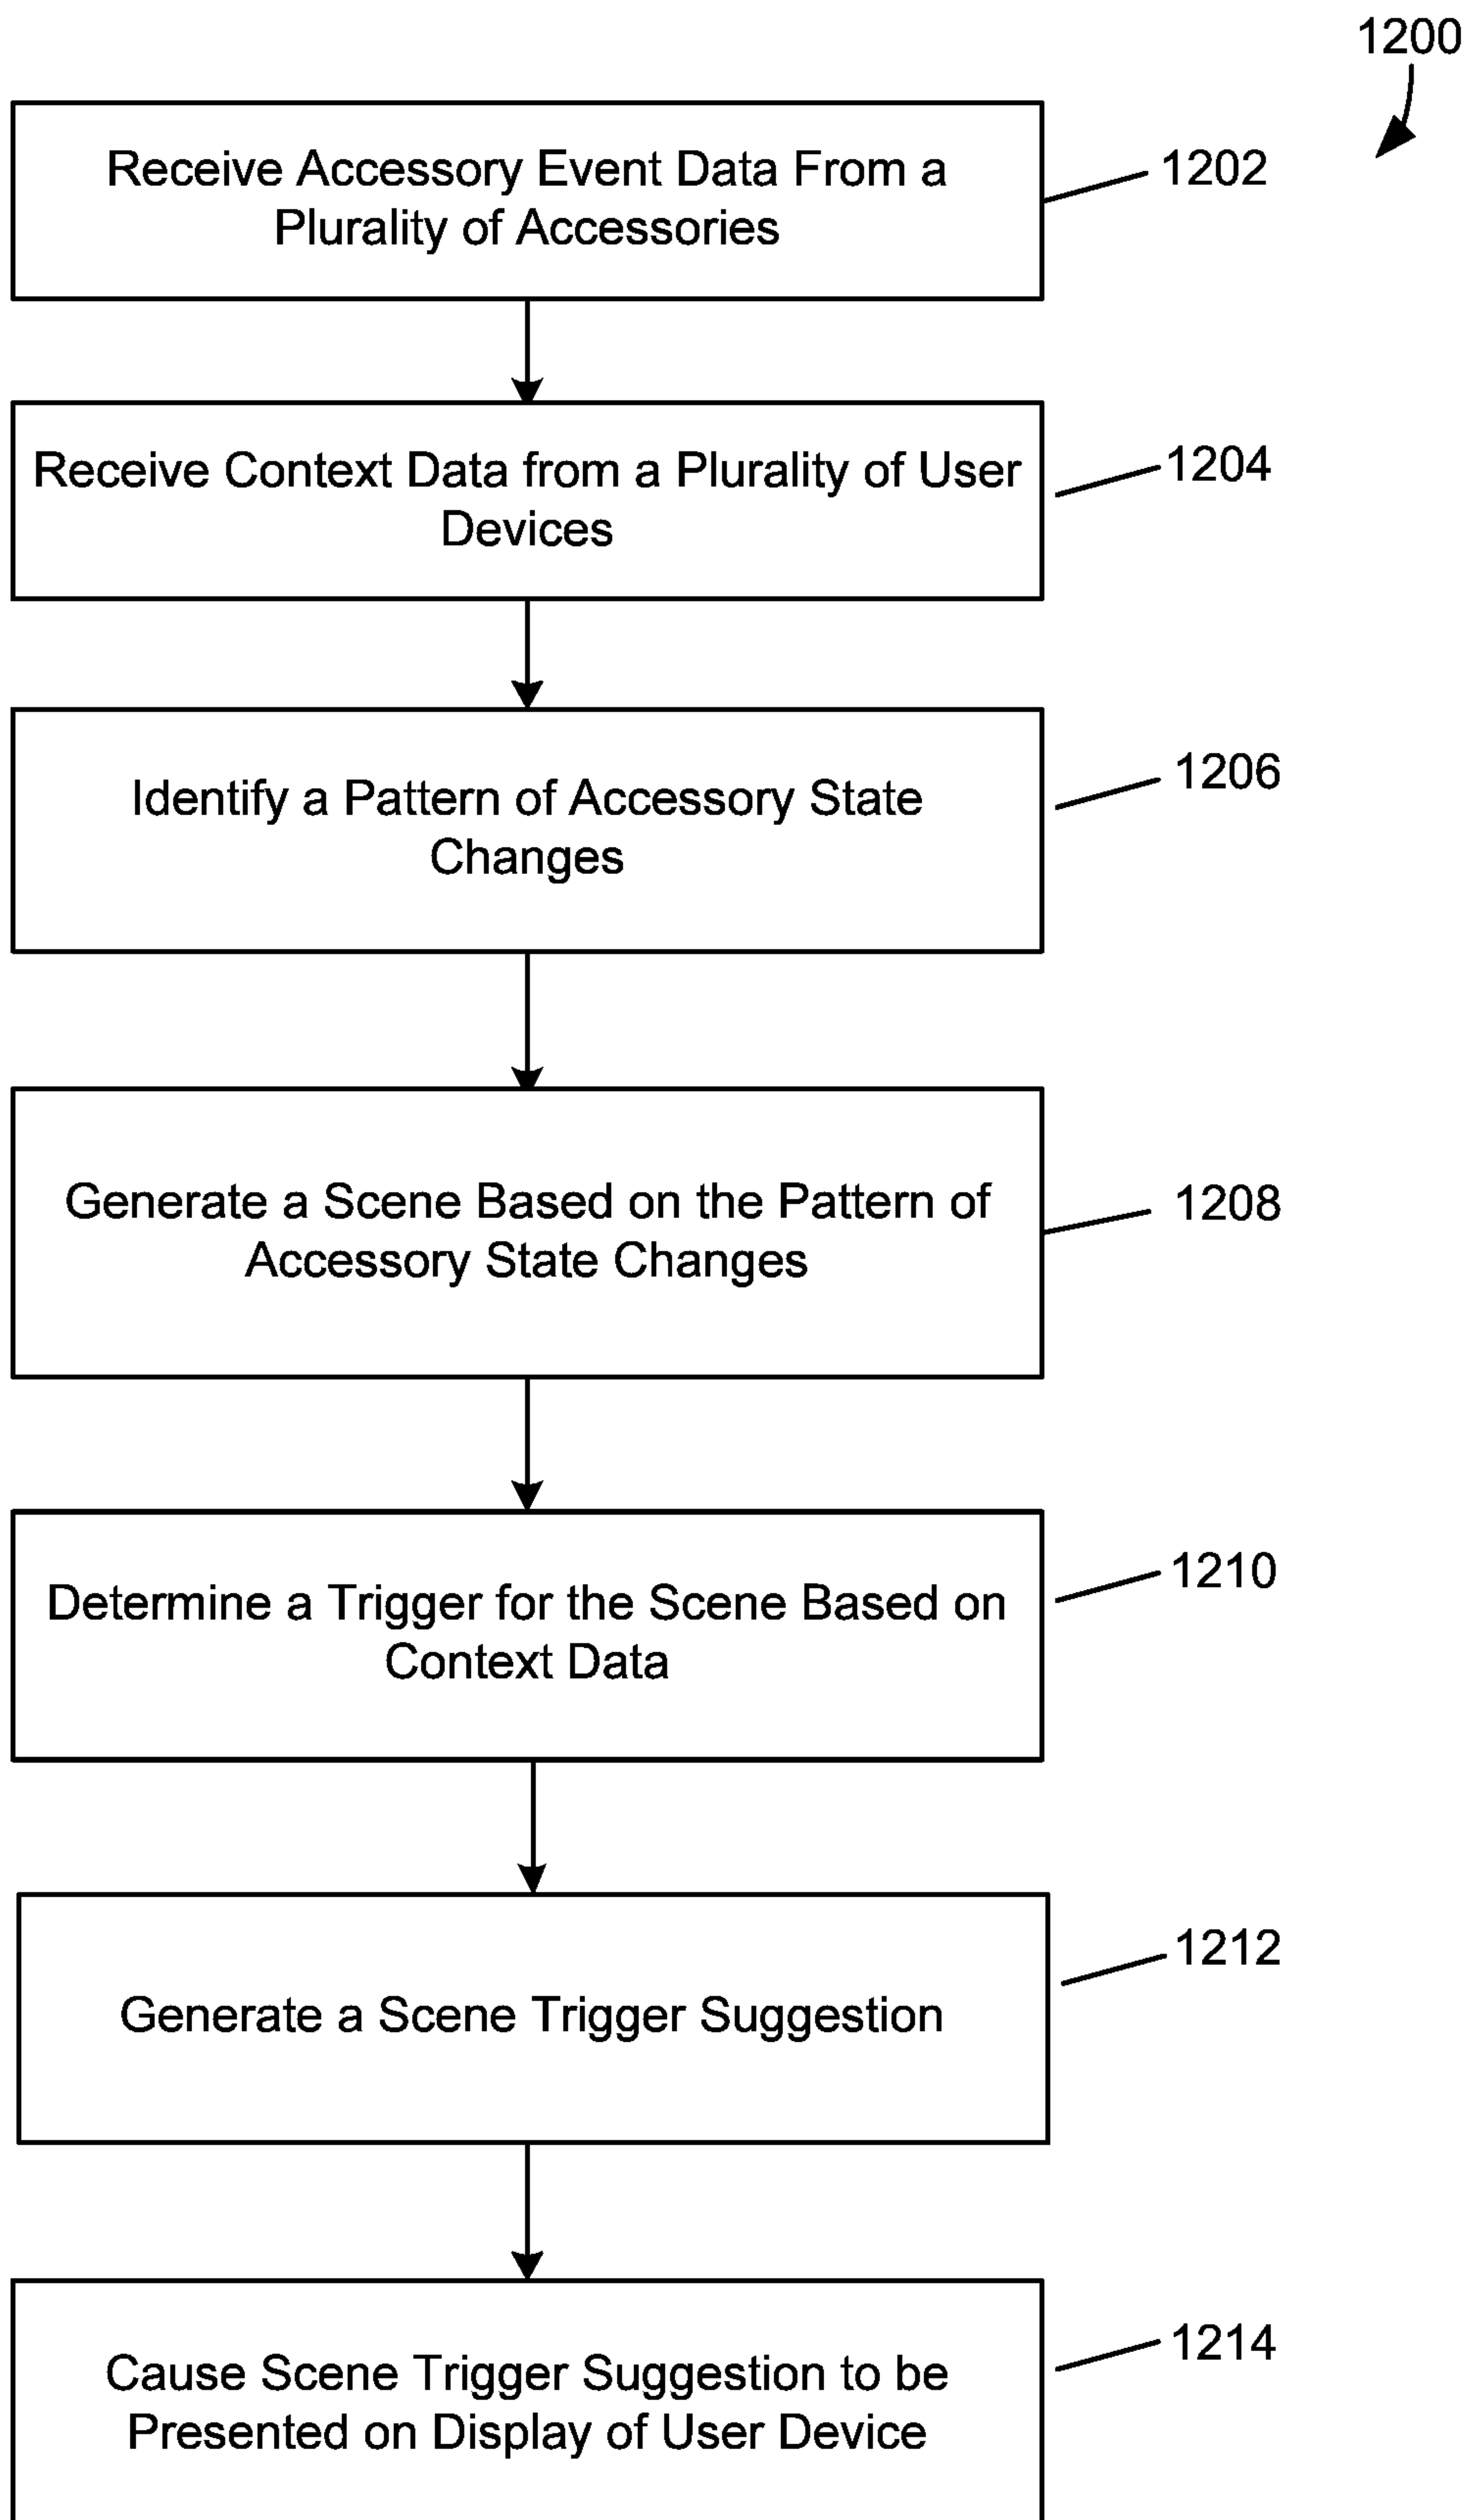 1200
Receive Accessory Event Data From a
Plurality of Accessories
1202
Receive Context Data from a Plurality of User
Devices
1204
Identify a Pattern of Accessory State
Changes
1206
Generate a Scene Based on the Pattern of
Accessory State Changes
1208
Determine a Trigger for the Scene Based on
Context Data
1210
Generate a Scene Trigger Suggestion
1212
Cause Scene Trigger Suggestion to be
Presented on Display of User Device
1214